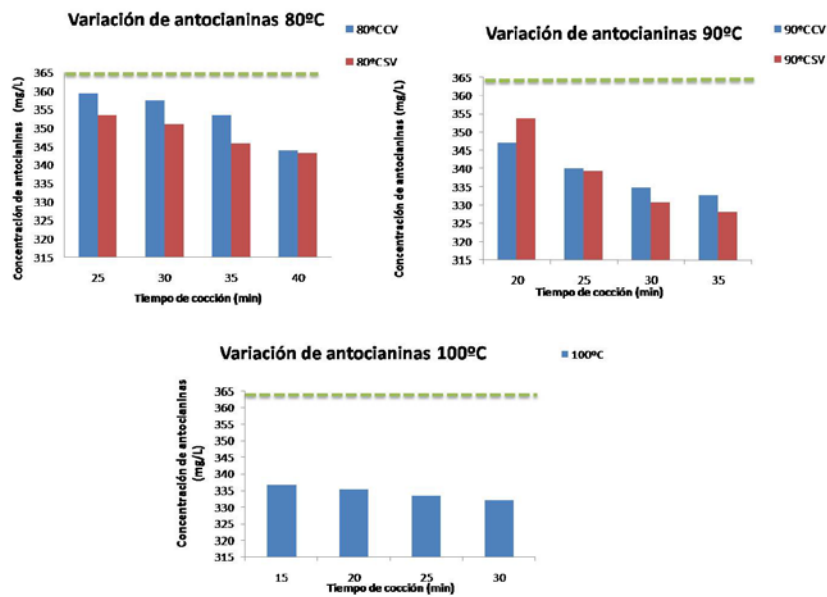 Variación de antocianinas 80ºC
80ªCCV
80ªCSV
Concentración de antocianinas (mg/L)
365
360
355
350
345
340
335
330
325
320
315
25 30 35 40
Tiempo de cocción (min)
Variación de antocianinas 90ºC
90ªCCV
90ªCSV
Concentración de antocianinas (mg/L)
365
360
355
350
345
340
335
330
325
320
315
20 25 30 35
Tiempo de cocción (min)
Variación de antocianinas 100ºC
100ºC
Concentración de antocianinas
(mg/L)
365
360
355
350
345
340
335
330
325
320
315
15 20 25 30
Tiempo de cocción (min)